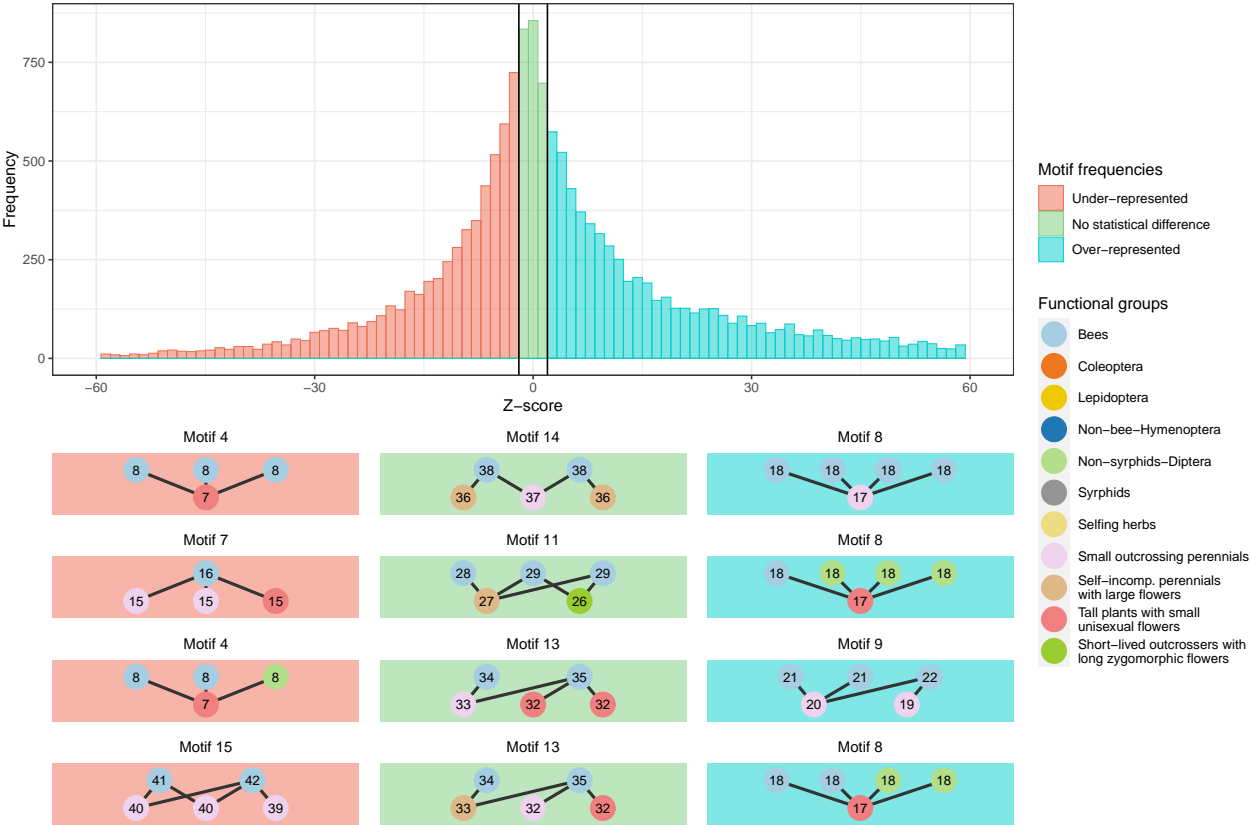 750
500
250
0
Frequency
−60
−30
0
30
60
Z−score
Motif frequencies
Under−represented
No statistical difference
Over−represented
Functional groups
Bees
Coleoptera
Lepidoptera
Non−bee−Hymenoptera
Non−syrphids−Diptera
Syrphids
Selfing herbs
Small outcrossing perennials
Self−incomp. perennials
with large flowers
Tall plants with small
unisexual flowers
Short−lived outcrossers with
long zygomorphic flowers
Motif 4
8 8 8
7
Motif 14
38 38
36 37 36
Motif 8
18 18 18 18
17
Motif 7
16
15 15 15
Motif 11
28 29 29
27 26
Motif 8
18 18 18 18
17
Motif 4
8 8 8
7
Motif 13
34 35
33 32 32
Motif 9
21 21 22
20 19
Motif 15
41 42
40 40 39
Motif 13
34 35
33 32 32
Motif 8
18 18 18 18
17